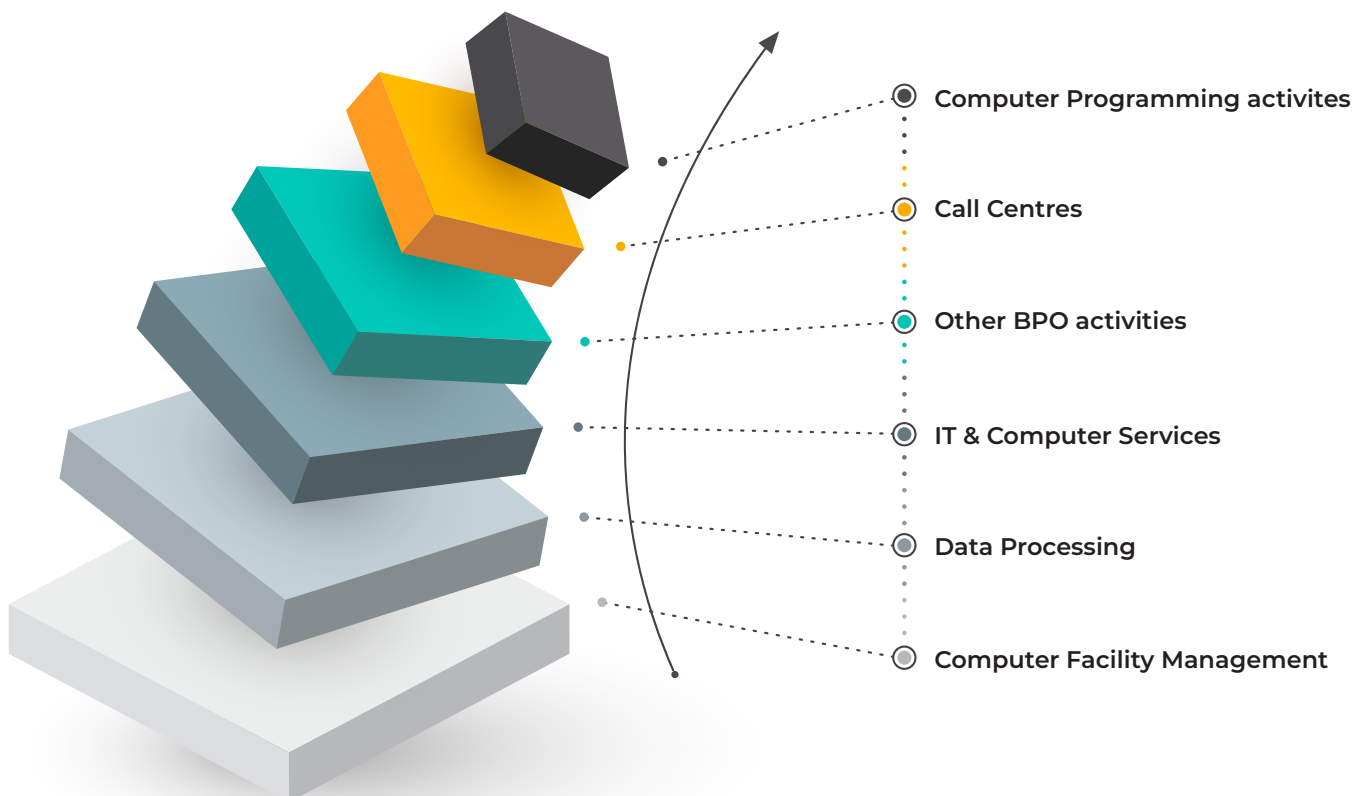 Computer Programming activites
Call Centres
Other BPO activities
IT & Computer Services
Data Processing
Computer Facility Management